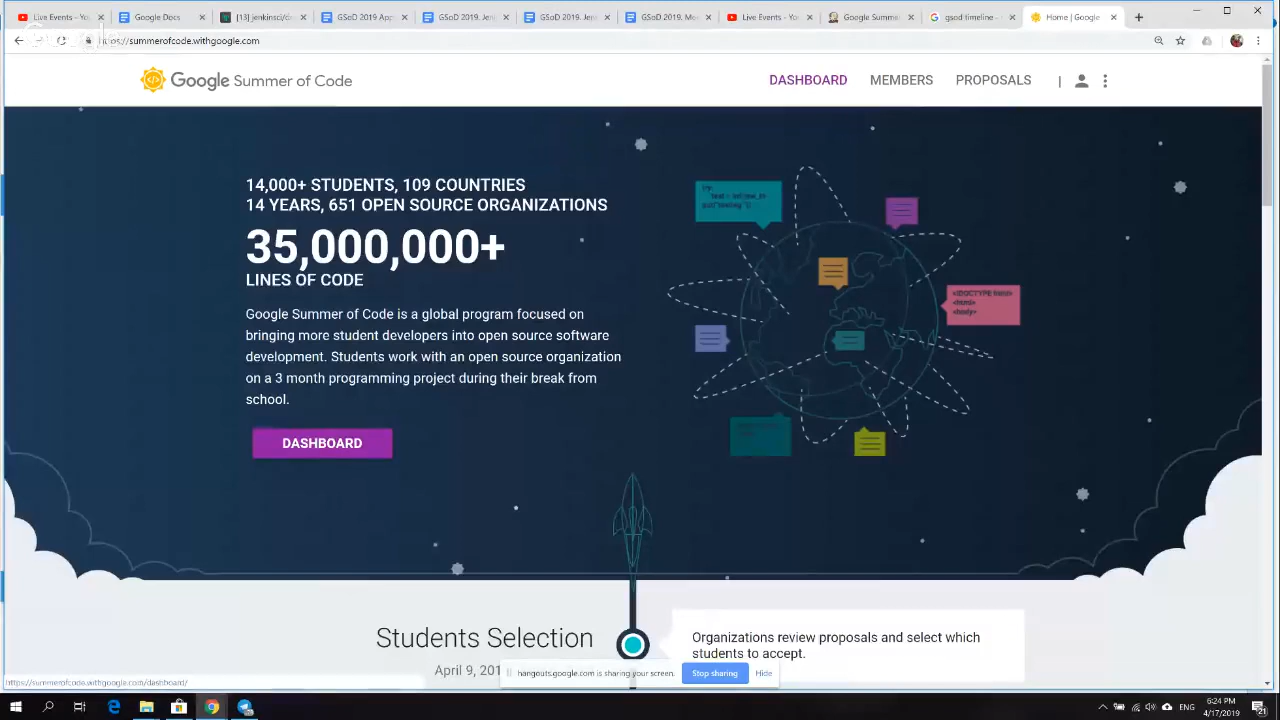 Live Events - Yo
Google Docs
[13] jenkinsci/c
GSoD 2019 App
GSoD 2019. Jen
GSoD 2019. Jen
GSoD 2019. Me
Live Events - Yo
Google Summer
gsod timeline -
Home | Google
https://summerofcode.withgoogle.com
Google Summer of Code
DASHBOARD MEMBERS PROPOSALS |
14,000+ STUDENTS, 109 COUNTRIES
14 YEARS, 651 OPEN SOURCE ORGANIZATIONS
35,000,000+
LINES OF CODE
Google Summer of Code is a global program focused on
bringing more student developers into open source software
development. Students work with an open source organization
on a 3 month programming project during their break from
school.
DASHBOARD
<!DOCTYPE html>
<html>
<body>
Students Selection
April 9, 201
Organizations review proposals and select which
students to accept.
hangouts.google.com is sharing your screen.
Stop sharing
Hide
https://summerofcode.withgoogle.com/dashboard/
ENG
6:24 PM
4/17/2019
21